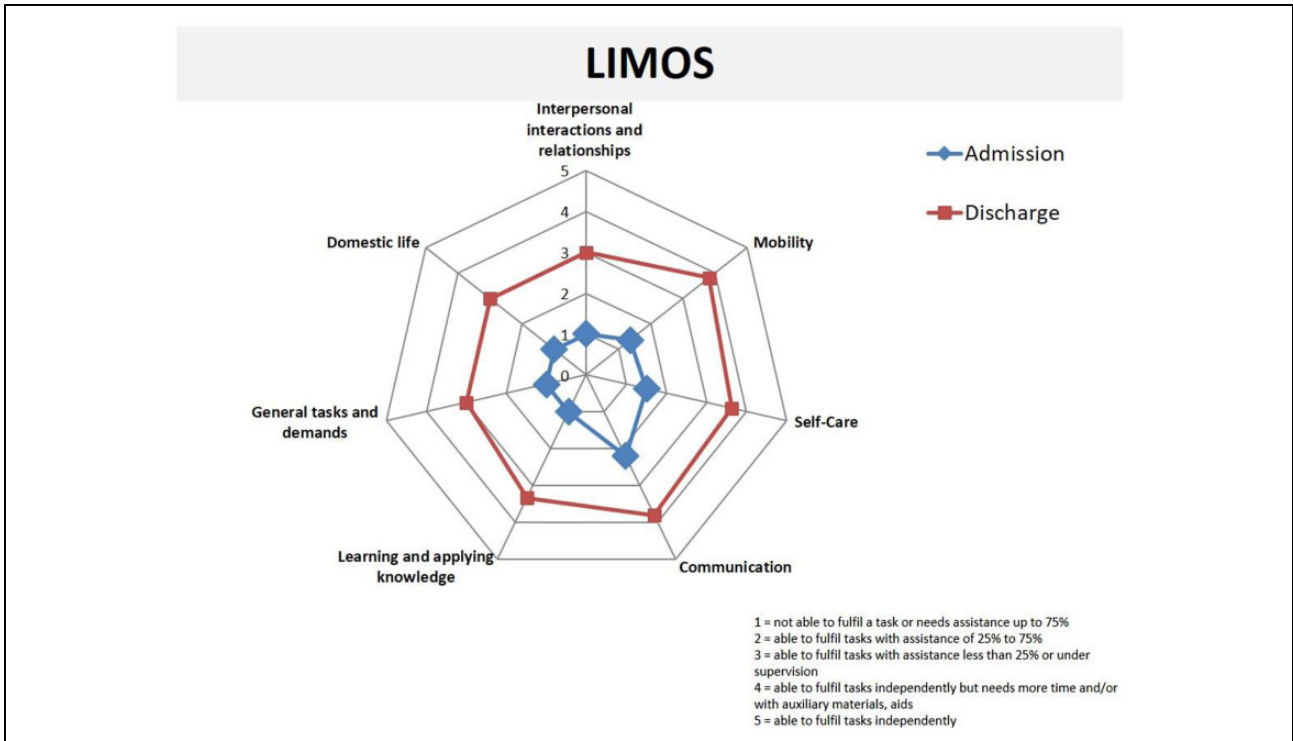 LIMOS
Interpersonal
interactions and
relationships
Admission
Discharge
5
4
3
2
1
0
Mobility
Self-Care
Communication
Learning and applying
knowledge
General tasks and
demands
Domestic life
1 = not able to fulfil a task or needs assistance up to 75%
2 = able to fulfil tasks with assistance of 25% to 75%
3 = able to fulfil tasks with assistance less than 25% or under
supervision
4 = able to fulfil tasks independently but needs more time and/or
with auxiliary materials, aids
5 = able to fulfil tasks independently